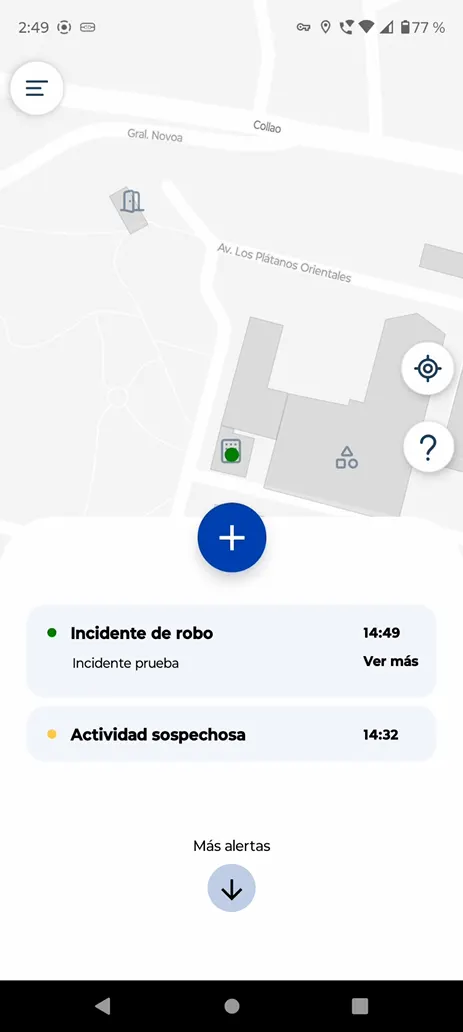 2:49
77 %
Collao
Gral. Novoa
Av. Los Plátanos Orientales
Incidente de robo
14:49
Incidente prueba
Ver más
Actividad sospechosa
14:32
Más alertas